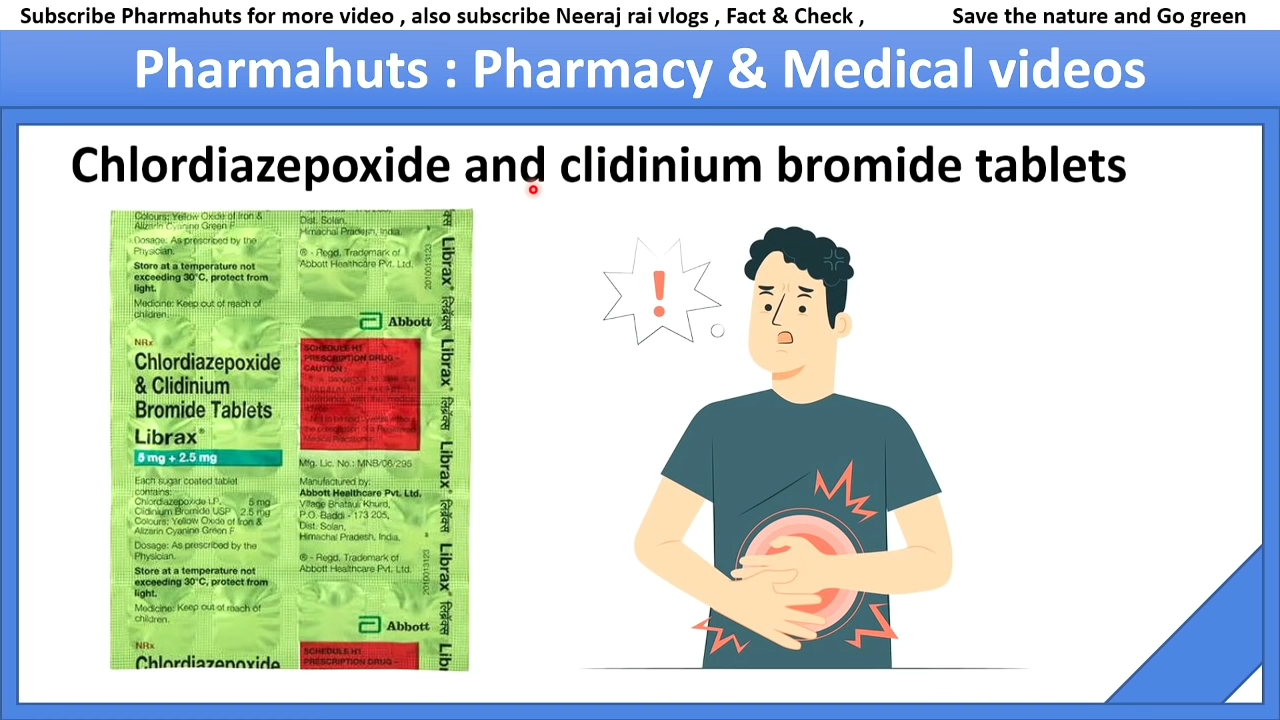 Subscribe Pharmahuts for more video , also subscribe Neeraj rai vlogs , Fact & Check , Save the nature and Go green
Pharmahuts : Pharmacy & Medical videos
Chlordiazepoxide and clidinium bromide tablets
Colours: Yellow Oxide of Iron &
Alizarin Cyanine Green F
Dosage: As prescribed by the
Physician.
Store at a temperature not
exceeding 30°C, protect from
light.
Medicine: Keep out of reach of
children.
NRx
Chlordiazepoxide
& Clidinium
Bromide Tablets
Librax®
5 mg + 2.5 mg
Each sugar coated tablet
contains:
Chlordiazepoxide I.P. 5 mg
Clidinium Bromide USP 2.5 mg
Colours: Yellow Oxide of Iron &
Alizarin Cyanine Green F
Dosage: As prescribed by the
Physician.
Store at a temperature not
exceeding 30°C, protect from
light.
Medicine: Keep out of reach of
children.
NRx
Chlordiazepoxide
Dist. Solan,
Himachal Pradesh, India.
® - Regd. Trademark of
Abbott Healthcare Pvt. Ltd.
2010013123
Abbott
SCHEDULE H1
PRESCRIPTION DRUG -
CAUTION :
Mfg. Lic. No.: MNB/06/295
Manufactured by:
Abbott Healthcare Pvt. Ltd.
Village Bhatauli Khurd,
P.O. Baddi - 173 205,
Dist. Solan,
Himachal Pradesh, India.
® - Regd. Trademark of
Abbott Healthcare Pvt. Ltd.
2010013123
Abbott
SCHEDULE H1
PRESCRIPTION DRUG -
Librax® लिब्रैक्स Librax® लिब्रैक्स Librax® लिब्रैक्स Librax® लिब्रैक्स
!